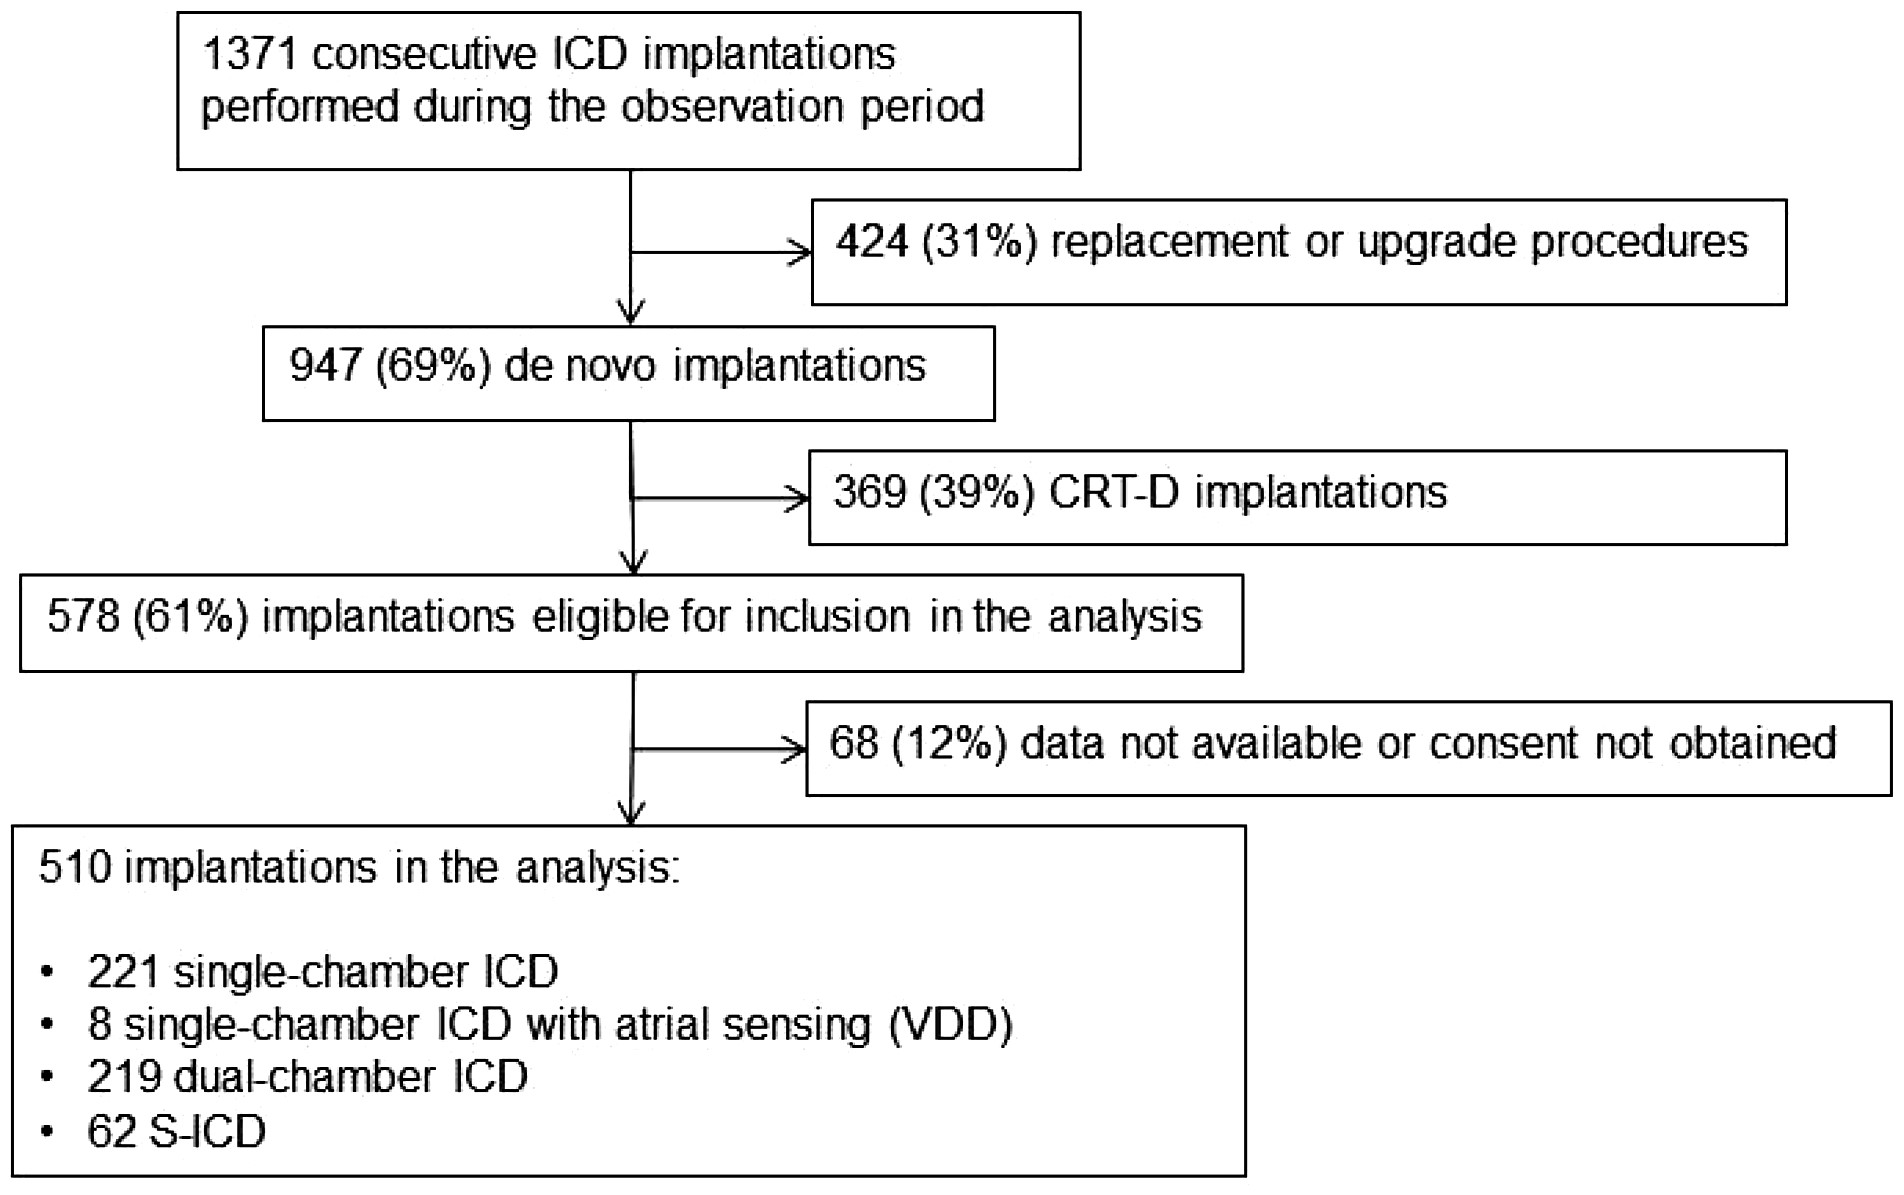 1371 consecutive ICD implantations
performed during the observation period
424 (31%) replacement or upgrade procedures
947 (69%) de novo implantations
369 (39%) CRT-D implantations
578 (61%) implantations eligible for inclusion in the analysis
68 (12%) data not available or consent not obtained
510 implantations in the analysis:
• 221 single-chamber ICD
• 8 single-chamber ICD with atrial sensing (VDD)
• 219 dual-chamber ICD
• 62 S-ICD